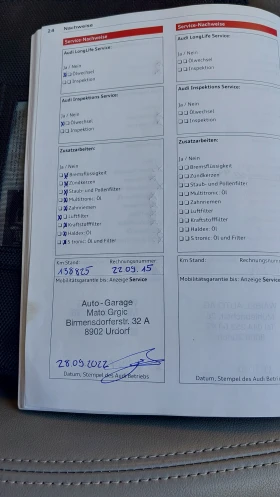 24 Nachweise
Service-Nachweise
Audi LongLife Service:
Ja / Nein
Ölwechsel
Inspektion
Audi Inspektions Service:
Ja / Nein
Ölwechsel
Inspektion
Zusatzarbeiten:
Ja / Nein
Bremsflüssigkeit
Zündkerzen
Staub- und Pollenfilter
Multitronic: Öl
Zahnriemen
Luftfilter
Kraftstofffilter
Haldex: Öl
S tronic: Öl und Filter
Km Stand: Rechnungsnummer:
138825 22.09.15
Mobilitätsgarantie bis: Anzeige Service
Auto-Garage
Mato Grgic
Birmensdorferstr. 32 A
8902 Urdorf
28.09.2022
Datum, Stempel des Audi Betriebs
Service-Nachweise
Audi LongLife Service:
Ja / Nein
Ölwechsel
Inspektion
Audi Inspektions Service:
Ja / Nein
Ölwechsel
Inspektion
Zusatzarbeiten:
Ja / Nein
Bremsflüssigkeit
Zündkerzen
Staub- und Pollenfilter
Multitronic: Öl
Zahnriemen
Luftfilter
Kraftstofffilter
Haldex: Öl
S tronic: Öl und Filter
Km Stand: Rechnungsnum
Mobilitätsgarantie bis: Anzeige Service
Datum, Stempel des Audi Betrieb